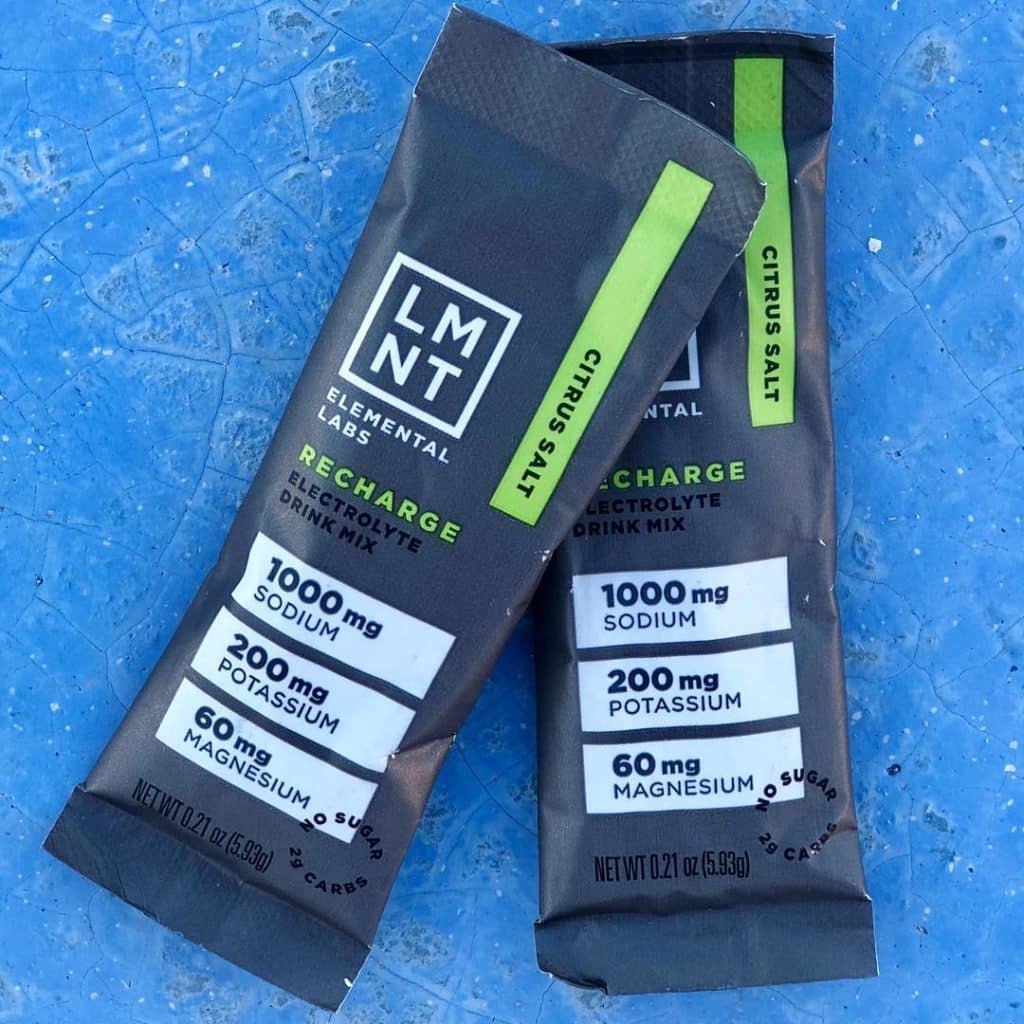 LM
NT
ELEMENTAL
LABS
RECHARGE
ELECTROLYTE
DRINK MIX
CITRUS SALT
1000 mg
SODIUM
200 mg
POTASSIUM
60 mg
MAGNESIUM
NO SUGAR
2g CARBS
NET WT 0.21 oz (5.93g)
CITRUS SALT
NTAL
ECHARGE
LECTROLYTE
DRINK MIX
1000 mg
SODIUM
200 mg
POTASSIUM
60 mg
MAGNESIUM
NO SUGAR
2g CARBS
NET WT 0.21 oz (5.93g)